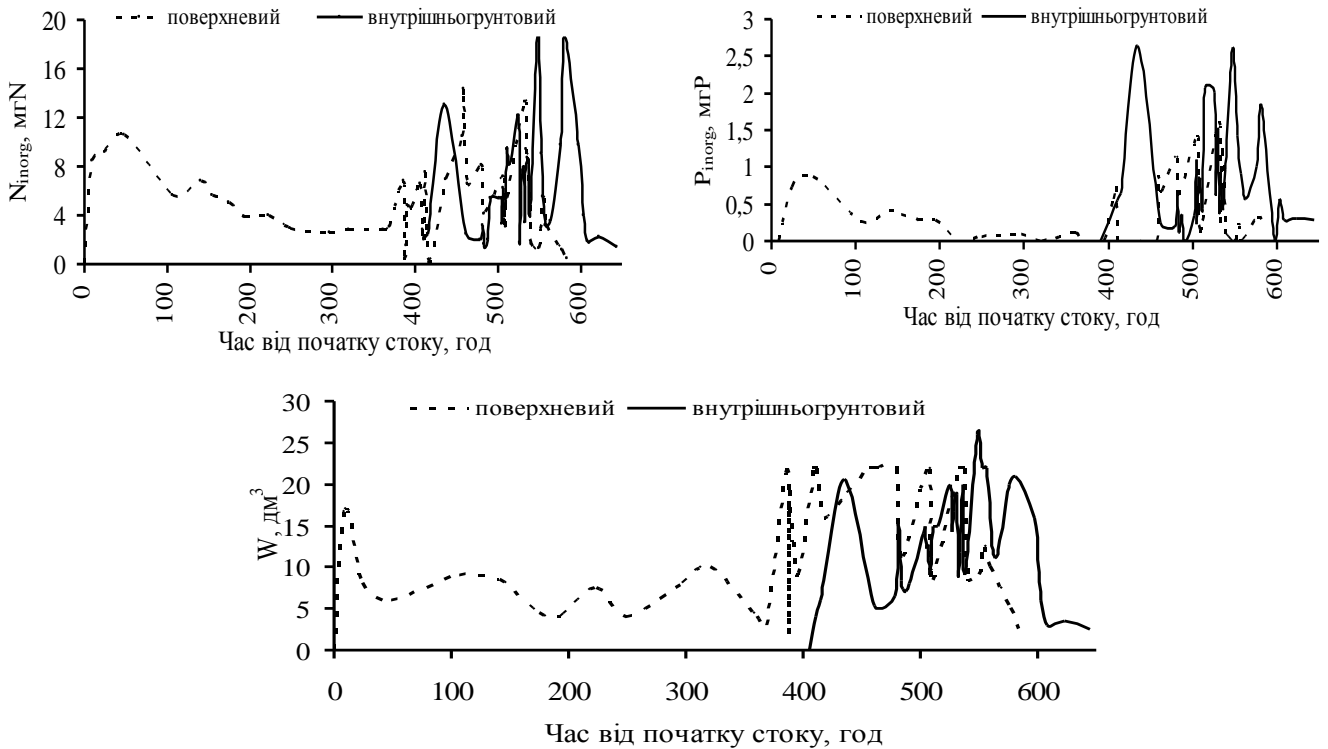 поверхневий внутрішньогрунтовий
20
16
12
8
4
0
N_inorg, мгN
0 100 200 300 400 500 600
Час від початку стоку, год
поверхневий внутрішньогрунтовий
3
2,5
2
1,5
1
0,5
0
P_inorg, мгP
0 100 200 300 400 500 600
Час від початку стоку, год
поверхневий внутрішньогрунтовий
30
25
20
15
10
5
0
W, дм³
0 100 200 300 400 500 600
Час від початку стоку, год